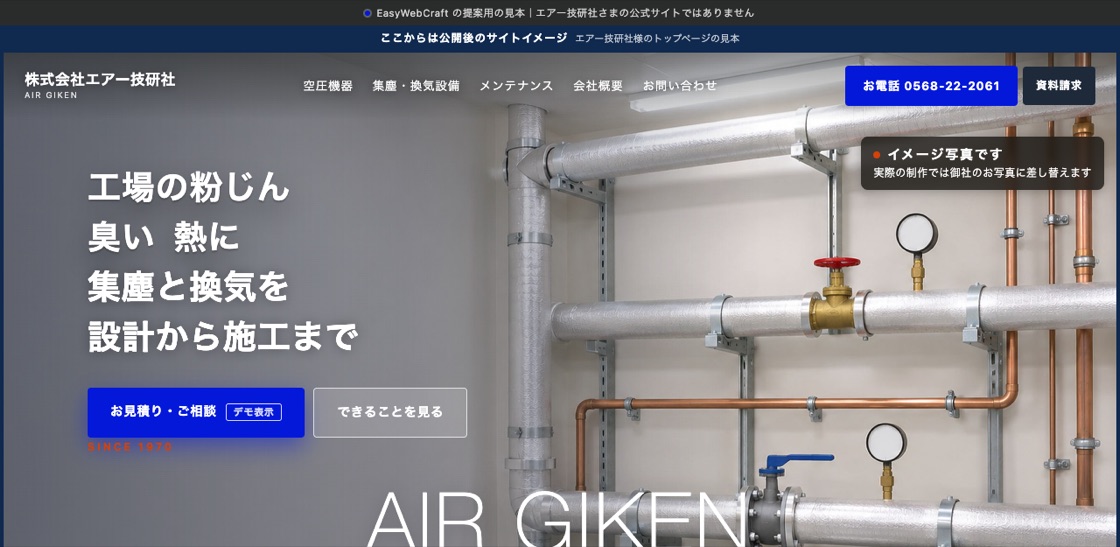 EasyWebCraft の提案用の見本｜エアー技研社さまの公式サイトではありません
ここからは公開後のサイトイメージ エアー技研社様のトップページの見本
株式会社エアー技研社
AIR GIKEN
空圧機器 集塵・換気設備 メンテナンス 会社概要 お問い合わせ
お電話 0568-22-2061
資料請求
イメージ写真です
実際の制作では御社のお写真に差し替えます
工場の粉じん
臭い 熱に
集塵と換気を
設計から施工まで
お見積り・ご相談 デモ表示
できることを見る
SINCE 1970
AIR GIKEN